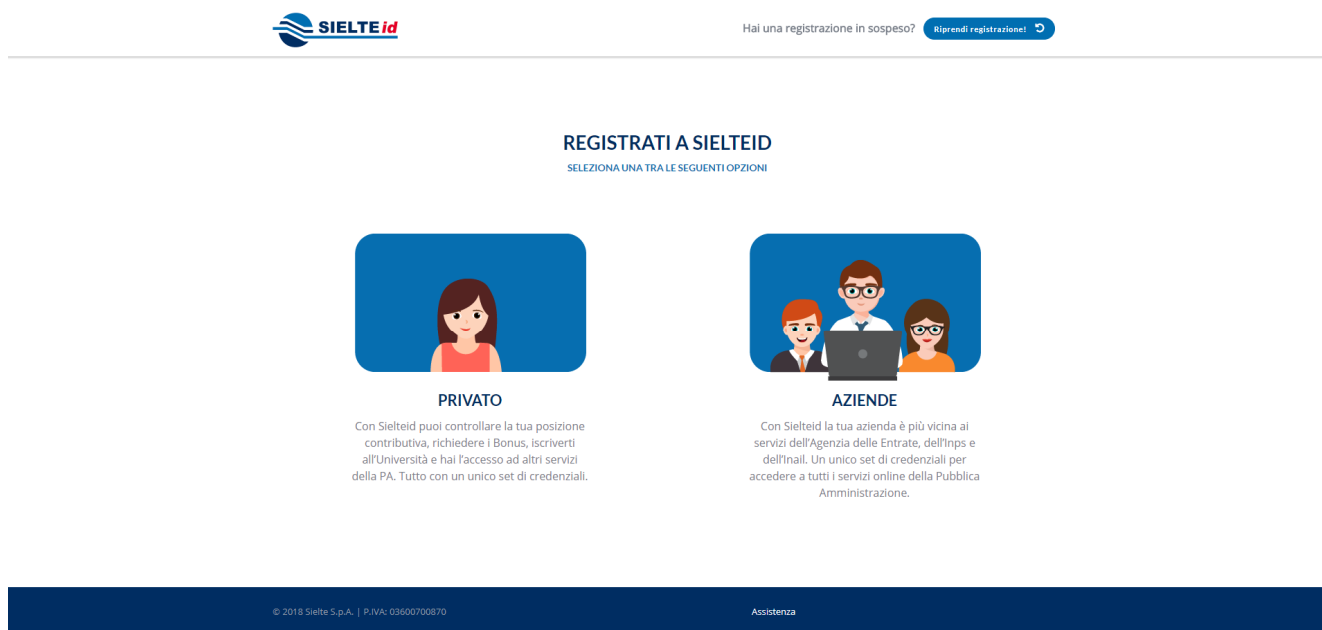 SIELTE id
Hai una registrazione in sospeso?
Riprendi registrazione!
REGISTRATI A SIELTEID
SELEZIONA UNA TRA LE SEGUENTI OPZIONI
PRIVATO
Con Sielteid puoi controllare la tua posizione
contributiva, richiedere i Bonus, iscriverti
all'Università e hai l'accesso ad altri servizi
della PA. Tutto con un unico set di credenziali.
AZIENDE
Con Sielteid la tua azienda è più vicina ai
servizi dell'Agenzia delle Entrate, dell'Inps e
dell'Inail. Un unico set di credenziali per
accedere a tutti i servizi online della Pubblica
Amministrazione.
© 2018 Sielte S.p.A. | P.IVA: 03600700870
Assistenza